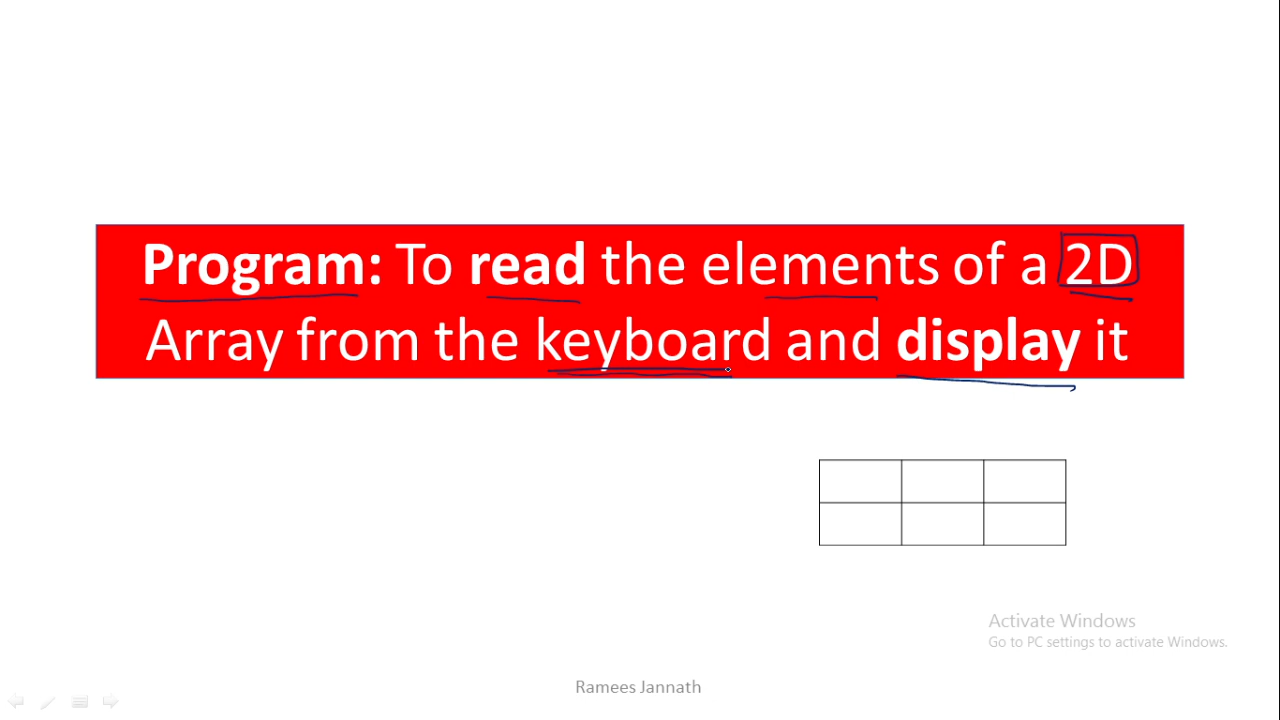 Program: To read the elements of a 2D
Array from the keyboard and display it
Activate Windows
Go to PC settings to activate Windows.
Ramees Jannath